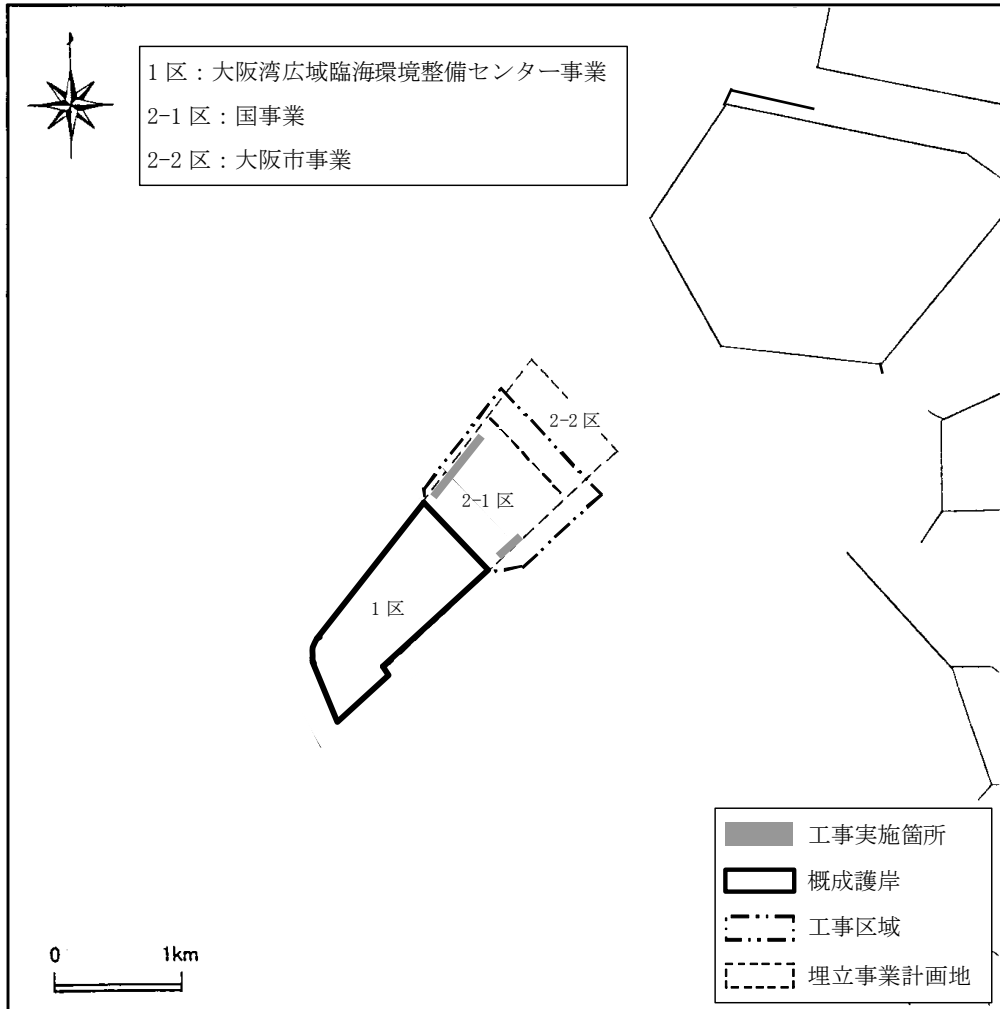 1区：大阪湾広域臨海環境整備センター事業
2-1区：国事業
2-2区：大阪市事業
2-2区
2-1区
1区
工事実施箇所
概成護岸
工事区域
埋立事業計画地
0 1km